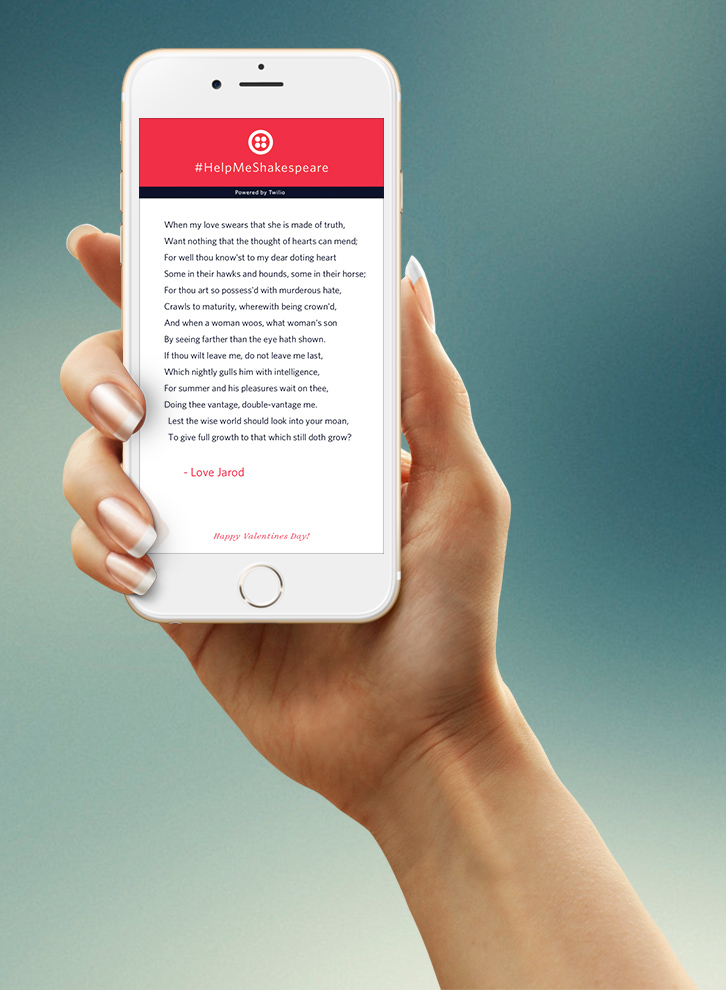 #HelpMeShakespeare
Powered by Twilio
When my love swears that she is made of truth,
Want nothing that the thought of hearts can mend;
For well thou know'st to my dear doting heart
Some in their hawks and hounds, some in their horse;
For thou art so possess'd with murderous hate,
Crawls to maturity, wherewith being crown'd,
And when a woman woos, what woman's son
By seeing farther than the eye hath shown.
If thou wilt leave me, do not leave me last,
Which nightly gulls him with intelligence,
For summer and his pleasures wait on thee,
Doing thee vantage, double-vantage me.
Lest the wise world should look into your moan,
To give full growth to that which still doth grow?
- Love Jarod
Happy Valentines Day!